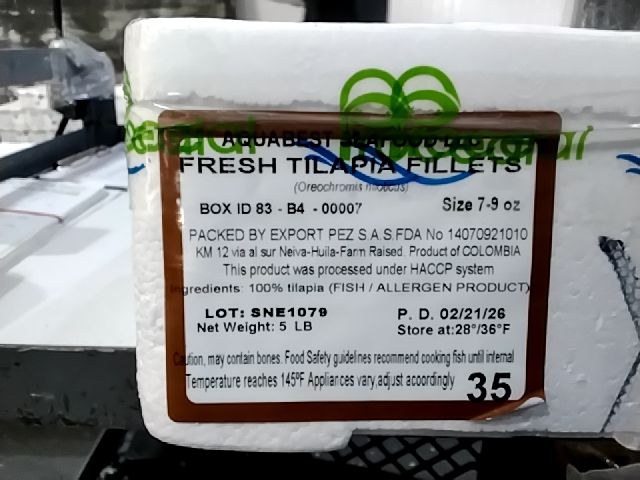 AQUABEST SEAFOOD LLC
FRESH TILAPIA FILLETS
(Oreochromis niloticus)
BOX ID 83 - B4 - 00007 Size 7-9 oz
PACKED BY EXPORT PEZ S.A.S.FDA No 14070921010
KM 12 via al sur Neiva-Huila-Farm Raised. Product of COLOMBIA
This product was processed under HACCP system
Ingredients: 100% tilapia (FISH / ALLERGEN PRODUCT)
LOT: SNE1079 P. D. 02/21/26
Net Weight: 5 LB Store at:28°/36°F
Caution, may contain bones. Food Safety guidelines recommend cooking fish until internal
Temperature reaches 145ºF Appliances vary,adjust acoordingly 35